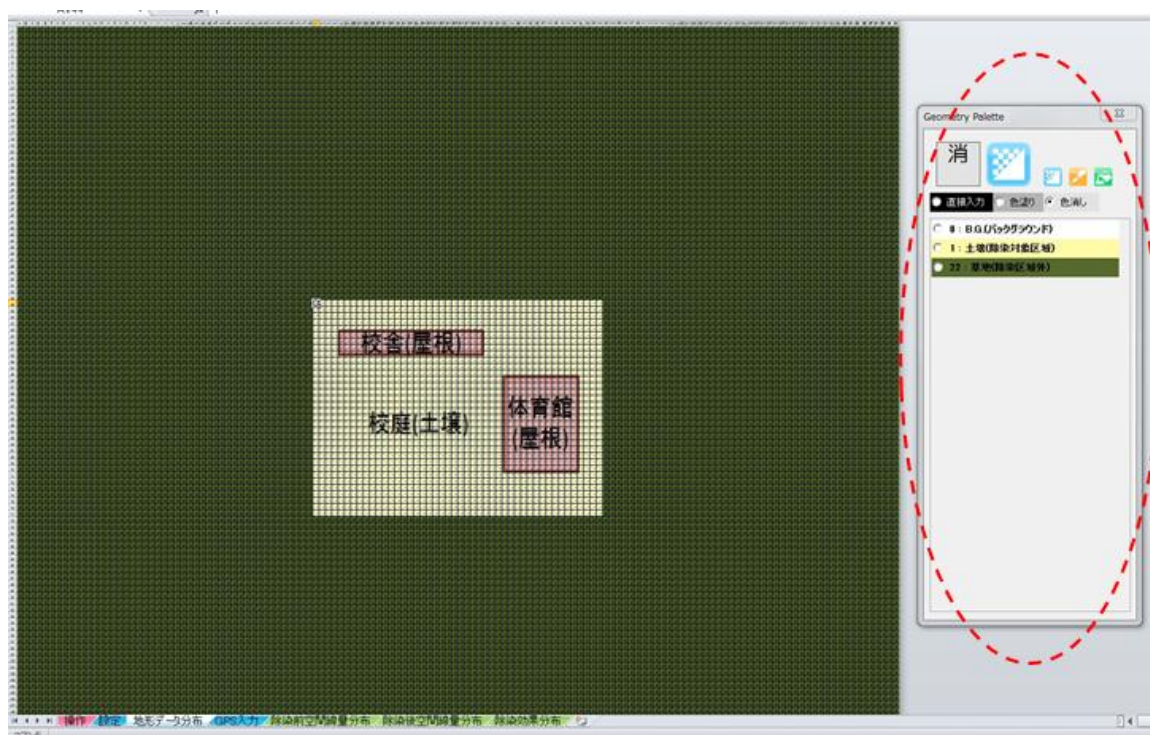 Geometry Palette
消
直接入力 色塗り 色消し
0 : B.G.(バックグラウンド)
1 : 土壌(除染対象区域)
22 : 草地(除染区域外)
校舎(屋根)
体育館
(屋根)
校庭(土壌)
操作 設定 地形データ分布 GPS入力 除染前空間線量分布 除染後空間線量分布 除染効果分布